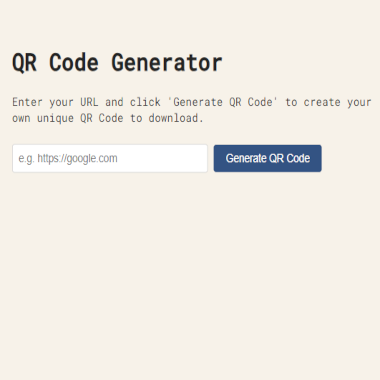 QR Code Generator
Enter your URL and click 'Generate QR Code' to create your
own unique QR Code to download.
e.g. https://google.com
Generate QR Code